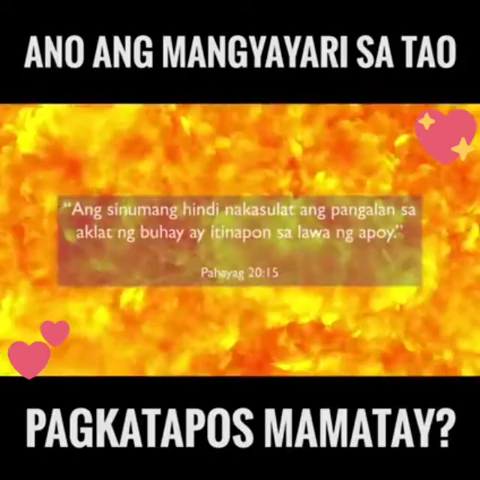 ANO ANG MANGYAYARI SA TAO
“Ang sinumang hindi nakasulat ang pangalan sa
aklat ng buhay ay itinapon sa lawa ng apoy.”
Pahayag 20:15
PAGKATAPOS MAMATAY?